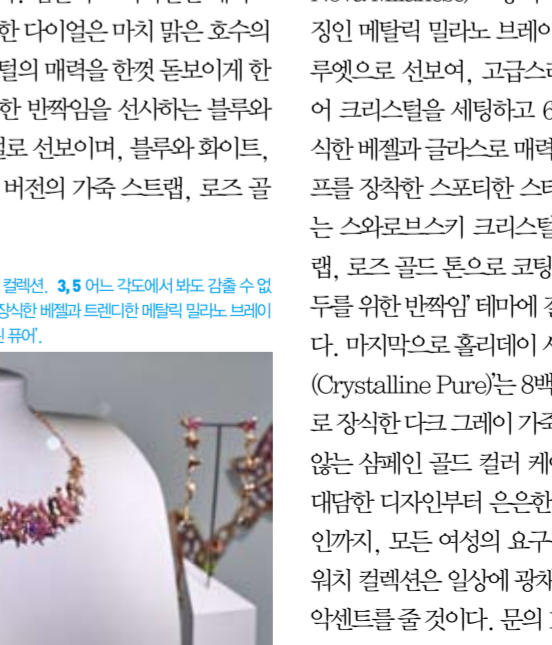 한 다이얼은 마치 맑은 호수의
털의 매력을 한껏 돋보이게 한
한 반짝임을 선사하는 블루와
로 선보이며, 블루와 화이트,
버전의 가죽 스트랩, 로즈 골
컬렉션. 3, 5 어느 각도에서 봐도 감출 수 없
장식한 베젤과 트렌디한 메탈릭 밀라노 브레이
퓨어’.
징인 메탈릭 밀라노 브레이
루엣으로 선보여, 고급스러
어 크리스털을 세팅하고 6
식한 베젤과 글라스로 매력
프를 장착한 스포티한 스타
는 스와로브스키 크리스털
랩, 로즈 골드 톤으로 코팅
두를 위한 반짝임’ 테마에 걸
다. 마지막으로 홀리데이 시
(Crystalline Pure)’는 8백
로 장식한 다크 그레이 가죽
않는 샴페인 골드 컬러 케이
대담한 디자인부터 은은한
인까지, 모든 여성의 요구
워치 컬렉션은 일상에 광채
악센트를 줄 것이다. 문의